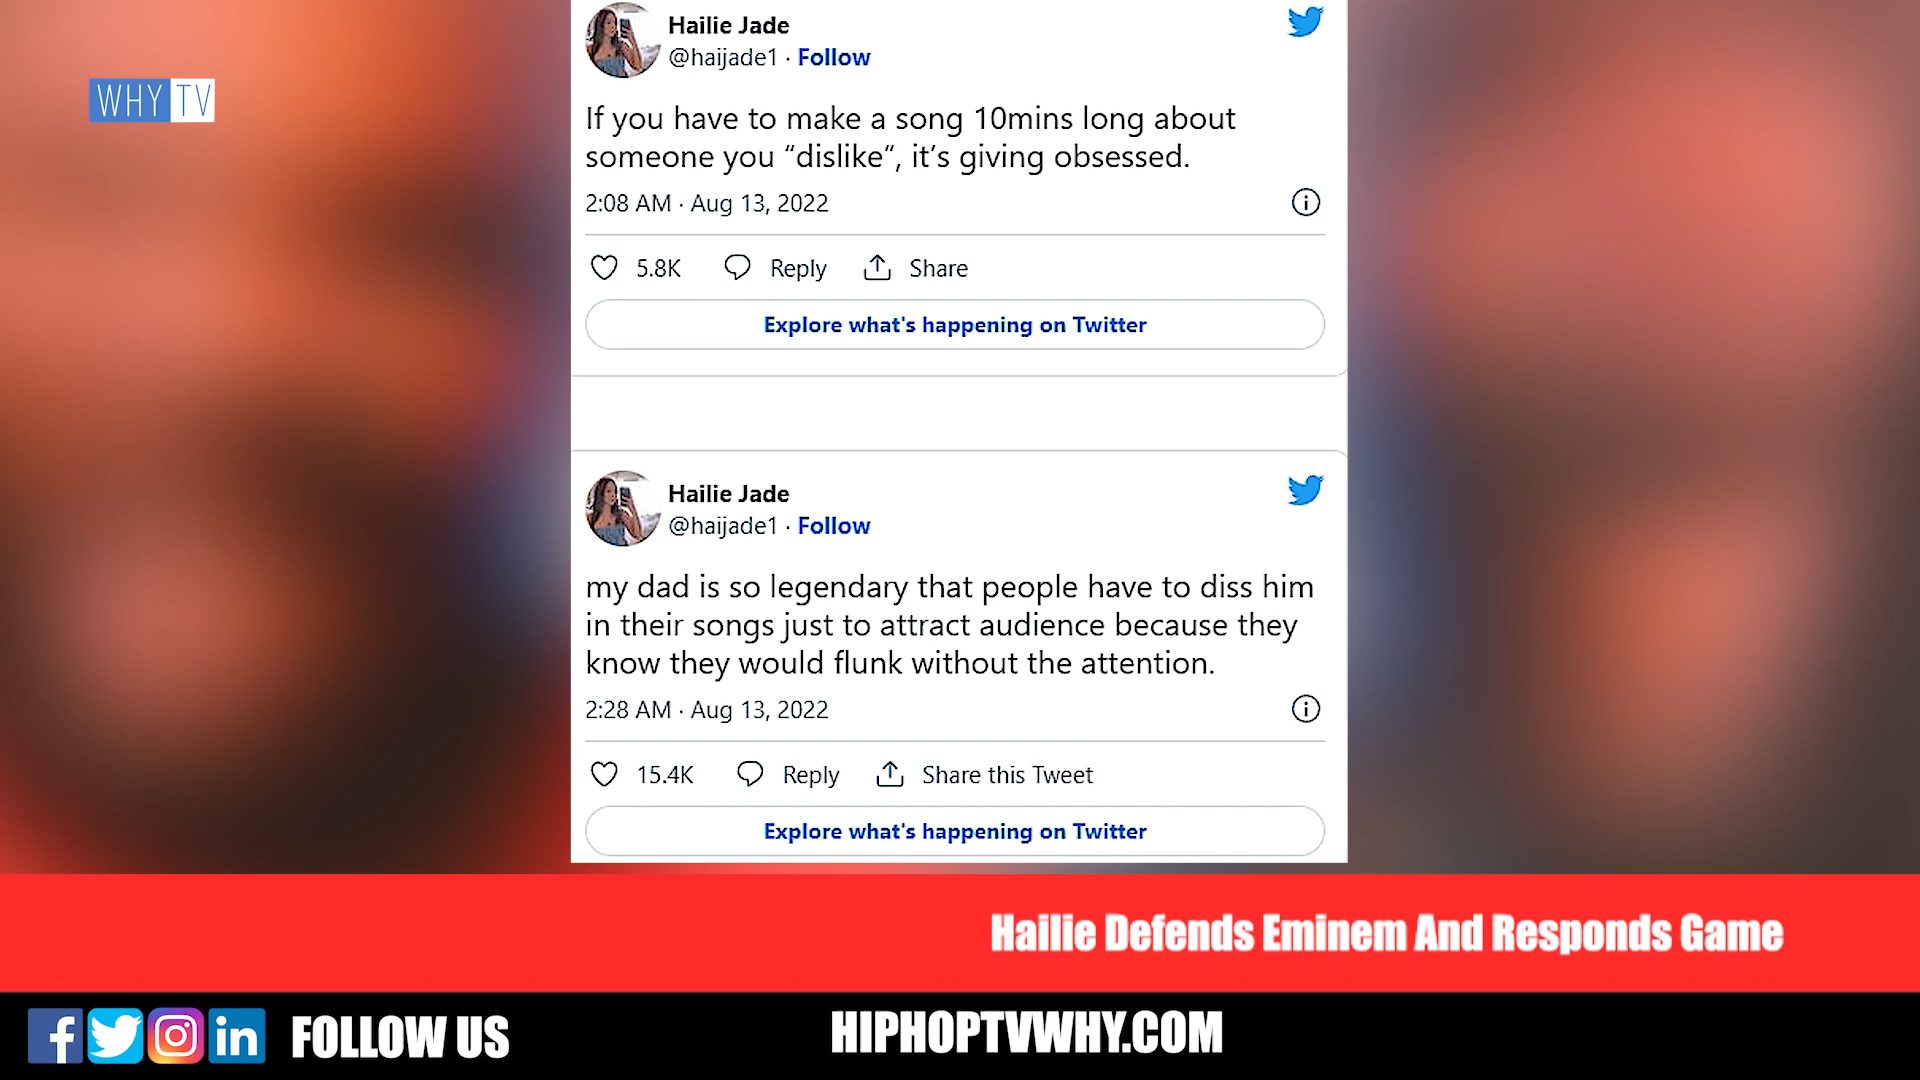 Hailie Jade
@haijade1 · Follow
WHY TV
If you have to make a song 10mins long about
someone you “dislike”, it’s giving obsessed.
2:08 AM · Aug 13, 2022
5.8K Reply Share
Explore what's happening on Twitter
Hailie Jade
@haijade1 · Follow
my dad is so legendary that people have to diss him
in their songs just to attract audience because they
know they would flunk without the attention.
2:28 AM · Aug 13, 2022
15.4K Reply Share this Tweet
Explore what's happening on Twitter
Hailie Defends Eminem And Responds Game
FOLLOW US
HIPHOPTVWHY.COM